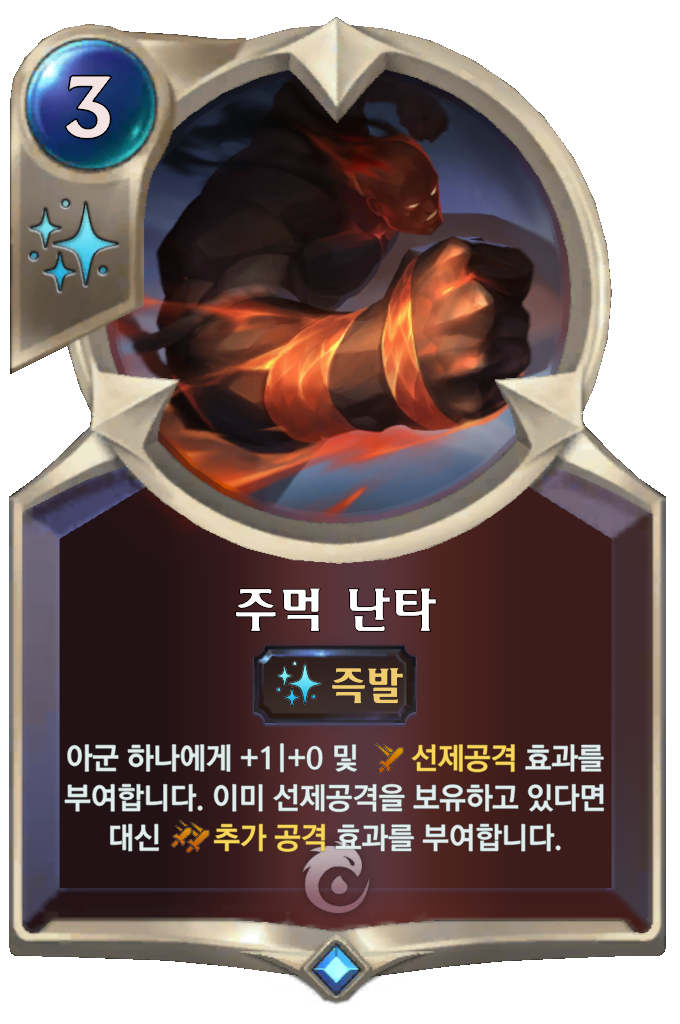 3
주먹 난타
즉발
아군 하나에게 +1|+0 및 선제공격 효과를
부여합니다. 이미 선제공격을 보유하고 있다면
대신 추가 공격 효과를 부여합니다.